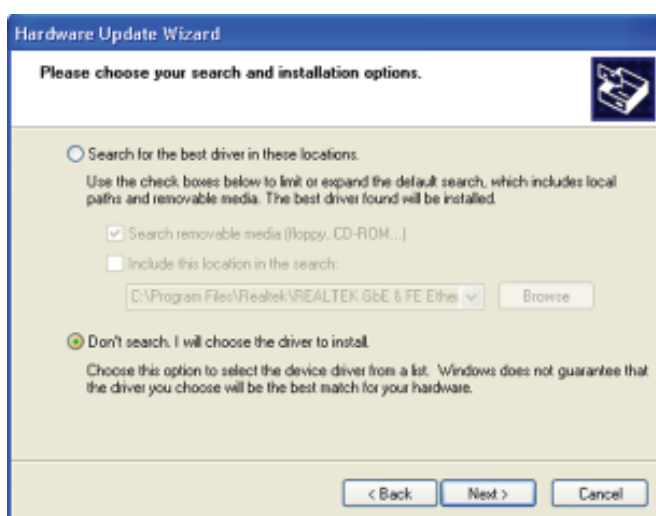 Hardware Update Wizard
Please choose your search and installation options.
Search for the best driver in these locations.
Use the check boxes below to limit or expand the default search, which includes local
paths and removable media. The best driver found will be installed.
Search removable media (floppy, CD-ROM...)
Include this location in the search:
C:\Program Files\Realtek\REALTEK GbE & FE Ether
Browse
Don't search. I will choose the driver to install.
Choose this option to select the device driver from a list. Windows does not guarantee that
the driver you choose will be the best match for your hardware.
< Back Next > Cancel